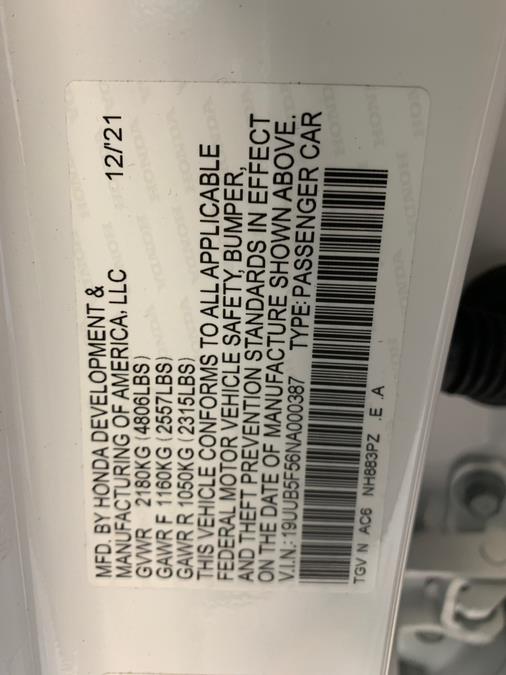 MFD. BY HONDA DEVELOPMENT & 12/'21
MANUFACTURING OF AMERICA, LLC
GVWR 2180KG (4806LBS)
GAWR F 1160KG (2557LBS)
GAWR R 1050KG (2315LBS)
THIS VEHICLE CONFORMS TO ALL APPLICABLE
FEDERAL MOTOR VEHICLE SAFETY, BUMPER,
AND THEFT PREVENTION STANDARDS IN EFFECT
ON THE DATE OF MANUFACTURE SHOWN ABOVE.
V.I.N.: 19UUB5F56NA000387 TYPE: PASSENGER CAR
TGV N AC6 NH883PZ .E .A